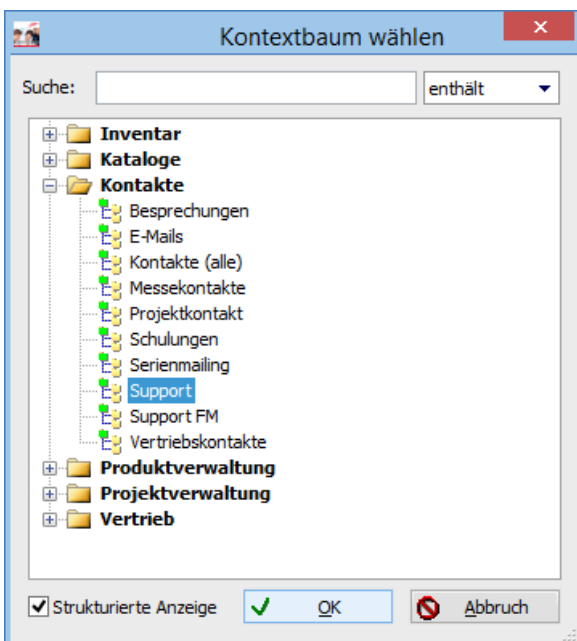 Kontextbaum wählen
Suche: enthält
Inventar
Kataloge
Kontakte
Besprechungen
E-Mails
Kontakte (alle)
Messekontakte
Projektkontakt
Schulungen
Serienmailing
Support
Support FM
Vertriebskontakte
Produktverwaltung
Projektverwaltung
Vertrieb
Strukturierte Anzeige OK Abbruch